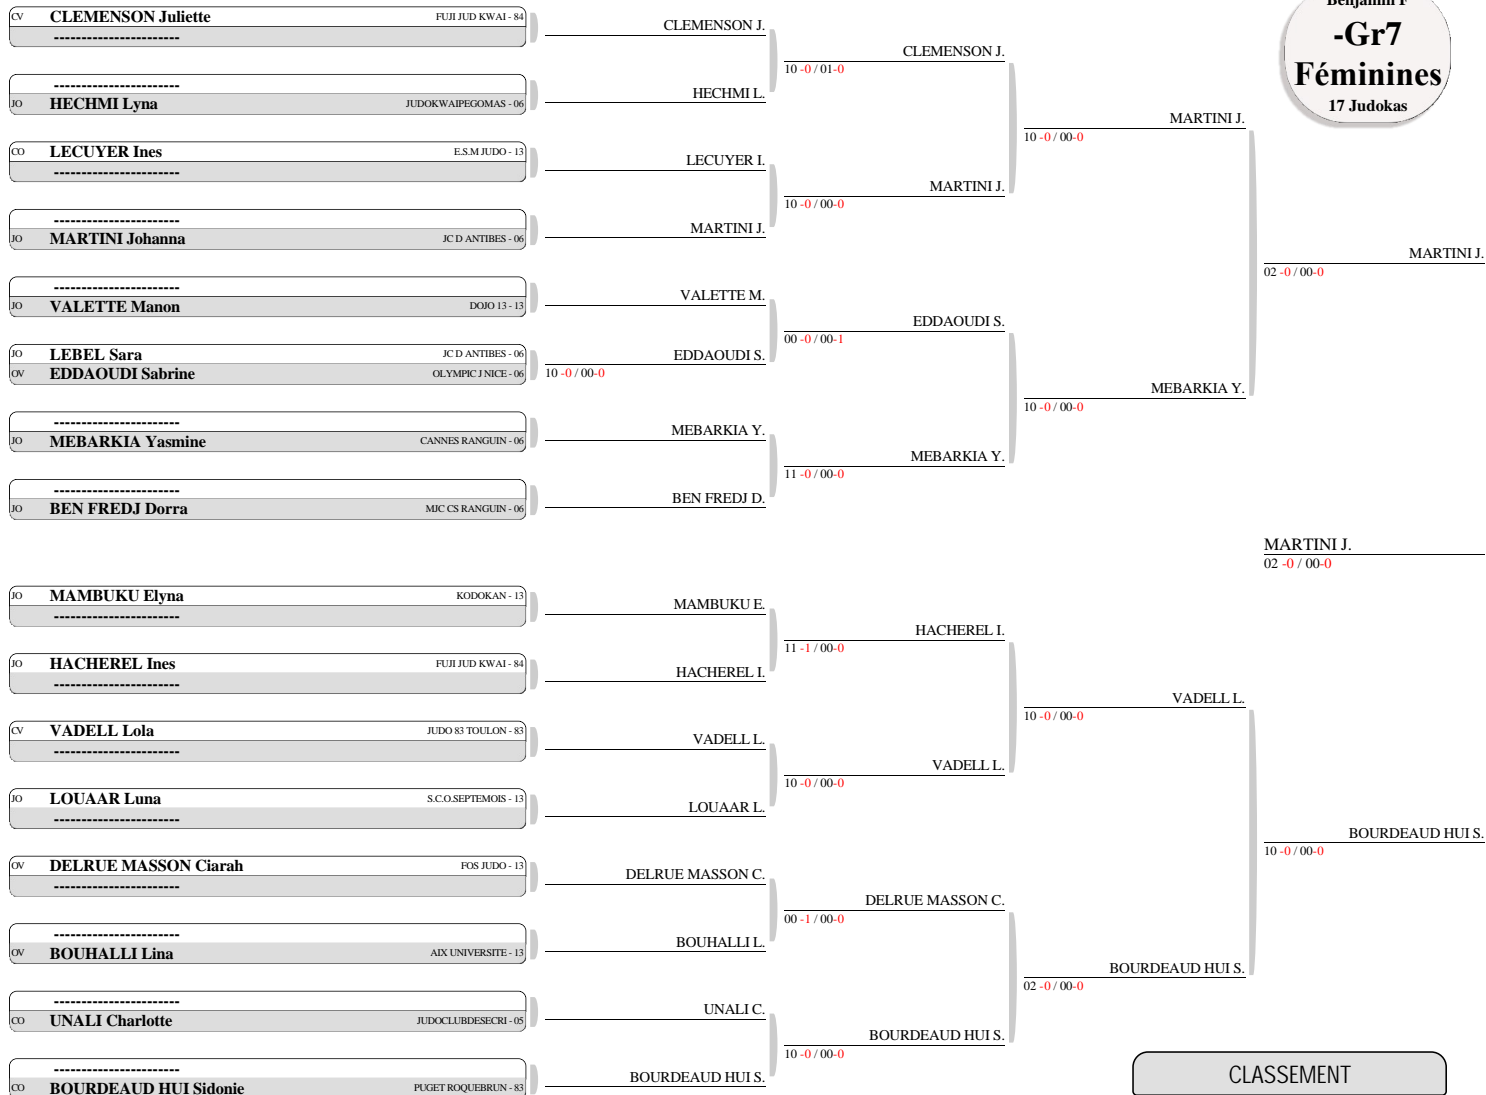 Benjamin F
-Gr7
Féminines
17 Judokas
CV CLEMENSON Juliette FUJI JUD KWAI - 84
-----------------------
CLEMENSON J.
-----------------------
JO HECHMI Lyna JUDOKWAIPEGOMAS - 06
HECHMI L.
CLEMENSON J.
10 -0 / 01-0
CO LECUYER Ines E.S.M JUDO - 13
-----------------------
LECUYER I.
-----------------------
JO MARTINI Johanna JC D ANTIBES - 06
MARTINI J.
MARTINI J.
10 -0 / 00-0
MARTINI J.
10 -0 / 00-0
-----------------------
JO VALETTE Manon DOJO 13 - 13
VALETTE M.
JO LEBEL Sara JC D ANTIBES - 06
OV EDDAOUDI Sabrine OLYMPIC J NICE - 06
EDDAOUDI S.
10 -0 / 00-0
EDDAOUDI S.
00 -0 / 00-1
-----------------------
JO MEBARKIA Yasmine CANNES RANGUIN - 06
MEBARKIA Y.
-----------------------
JO BEN FREDJ Dorra MJC CS RANGUIN - 06
BEN FREDJ D.
MEBARKIA Y.
11 -0 / 00-0
MEBARKIA Y.
10 -0 / 00-0
MARTINI J.
02 -0 / 00-0
MARTINI J.
02 -0 / 00-0
JO MAMBUKU Elyna KODOKAN - 13
-----------------------
MAMBUKU E.
JO HACHEREL Ines FUJI JUD KWAI - 84
-----------------------
HACHEREL I.
HACHEREL I.
11 -1 / 00-0
CV VADELL Lola JUDO 83 TOULON - 83
-----------------------
VADELL L.
JO LOUAAR Luna S.C.O.SEPTEMOIS - 13
-----------------------
LOUAAR L.
VADELL L.
10 -0 / 00-0
VADELL L.
10 -0 / 00-0
OV DELRUE MASSON Ciarah FOS JUDO - 13
-----------------------
DELRUE MASSON C.
-----------------------
OV BOUHALLI Lina AIX UNIVERSITE - 13
BOUHALLI L.
DELRUE MASSON C.
00 -1 / 00-0
-----------------------
CO UNALI Charlotte JUDOCLUBDESECRI - 05
UNALI C.
-----------------------
CO BOURDEAUD HUI Sidonie PUGET ROQUEBRUN - 83
BOURDEAUD HUI S.
BOURDEAUD HUI S.
10 -0 / 00-0
BOURDEAUD HUI S.
02 -0 / 00-0
BOURDEAUD HUI S.
10 -0 / 00-0
CLASSEMENT